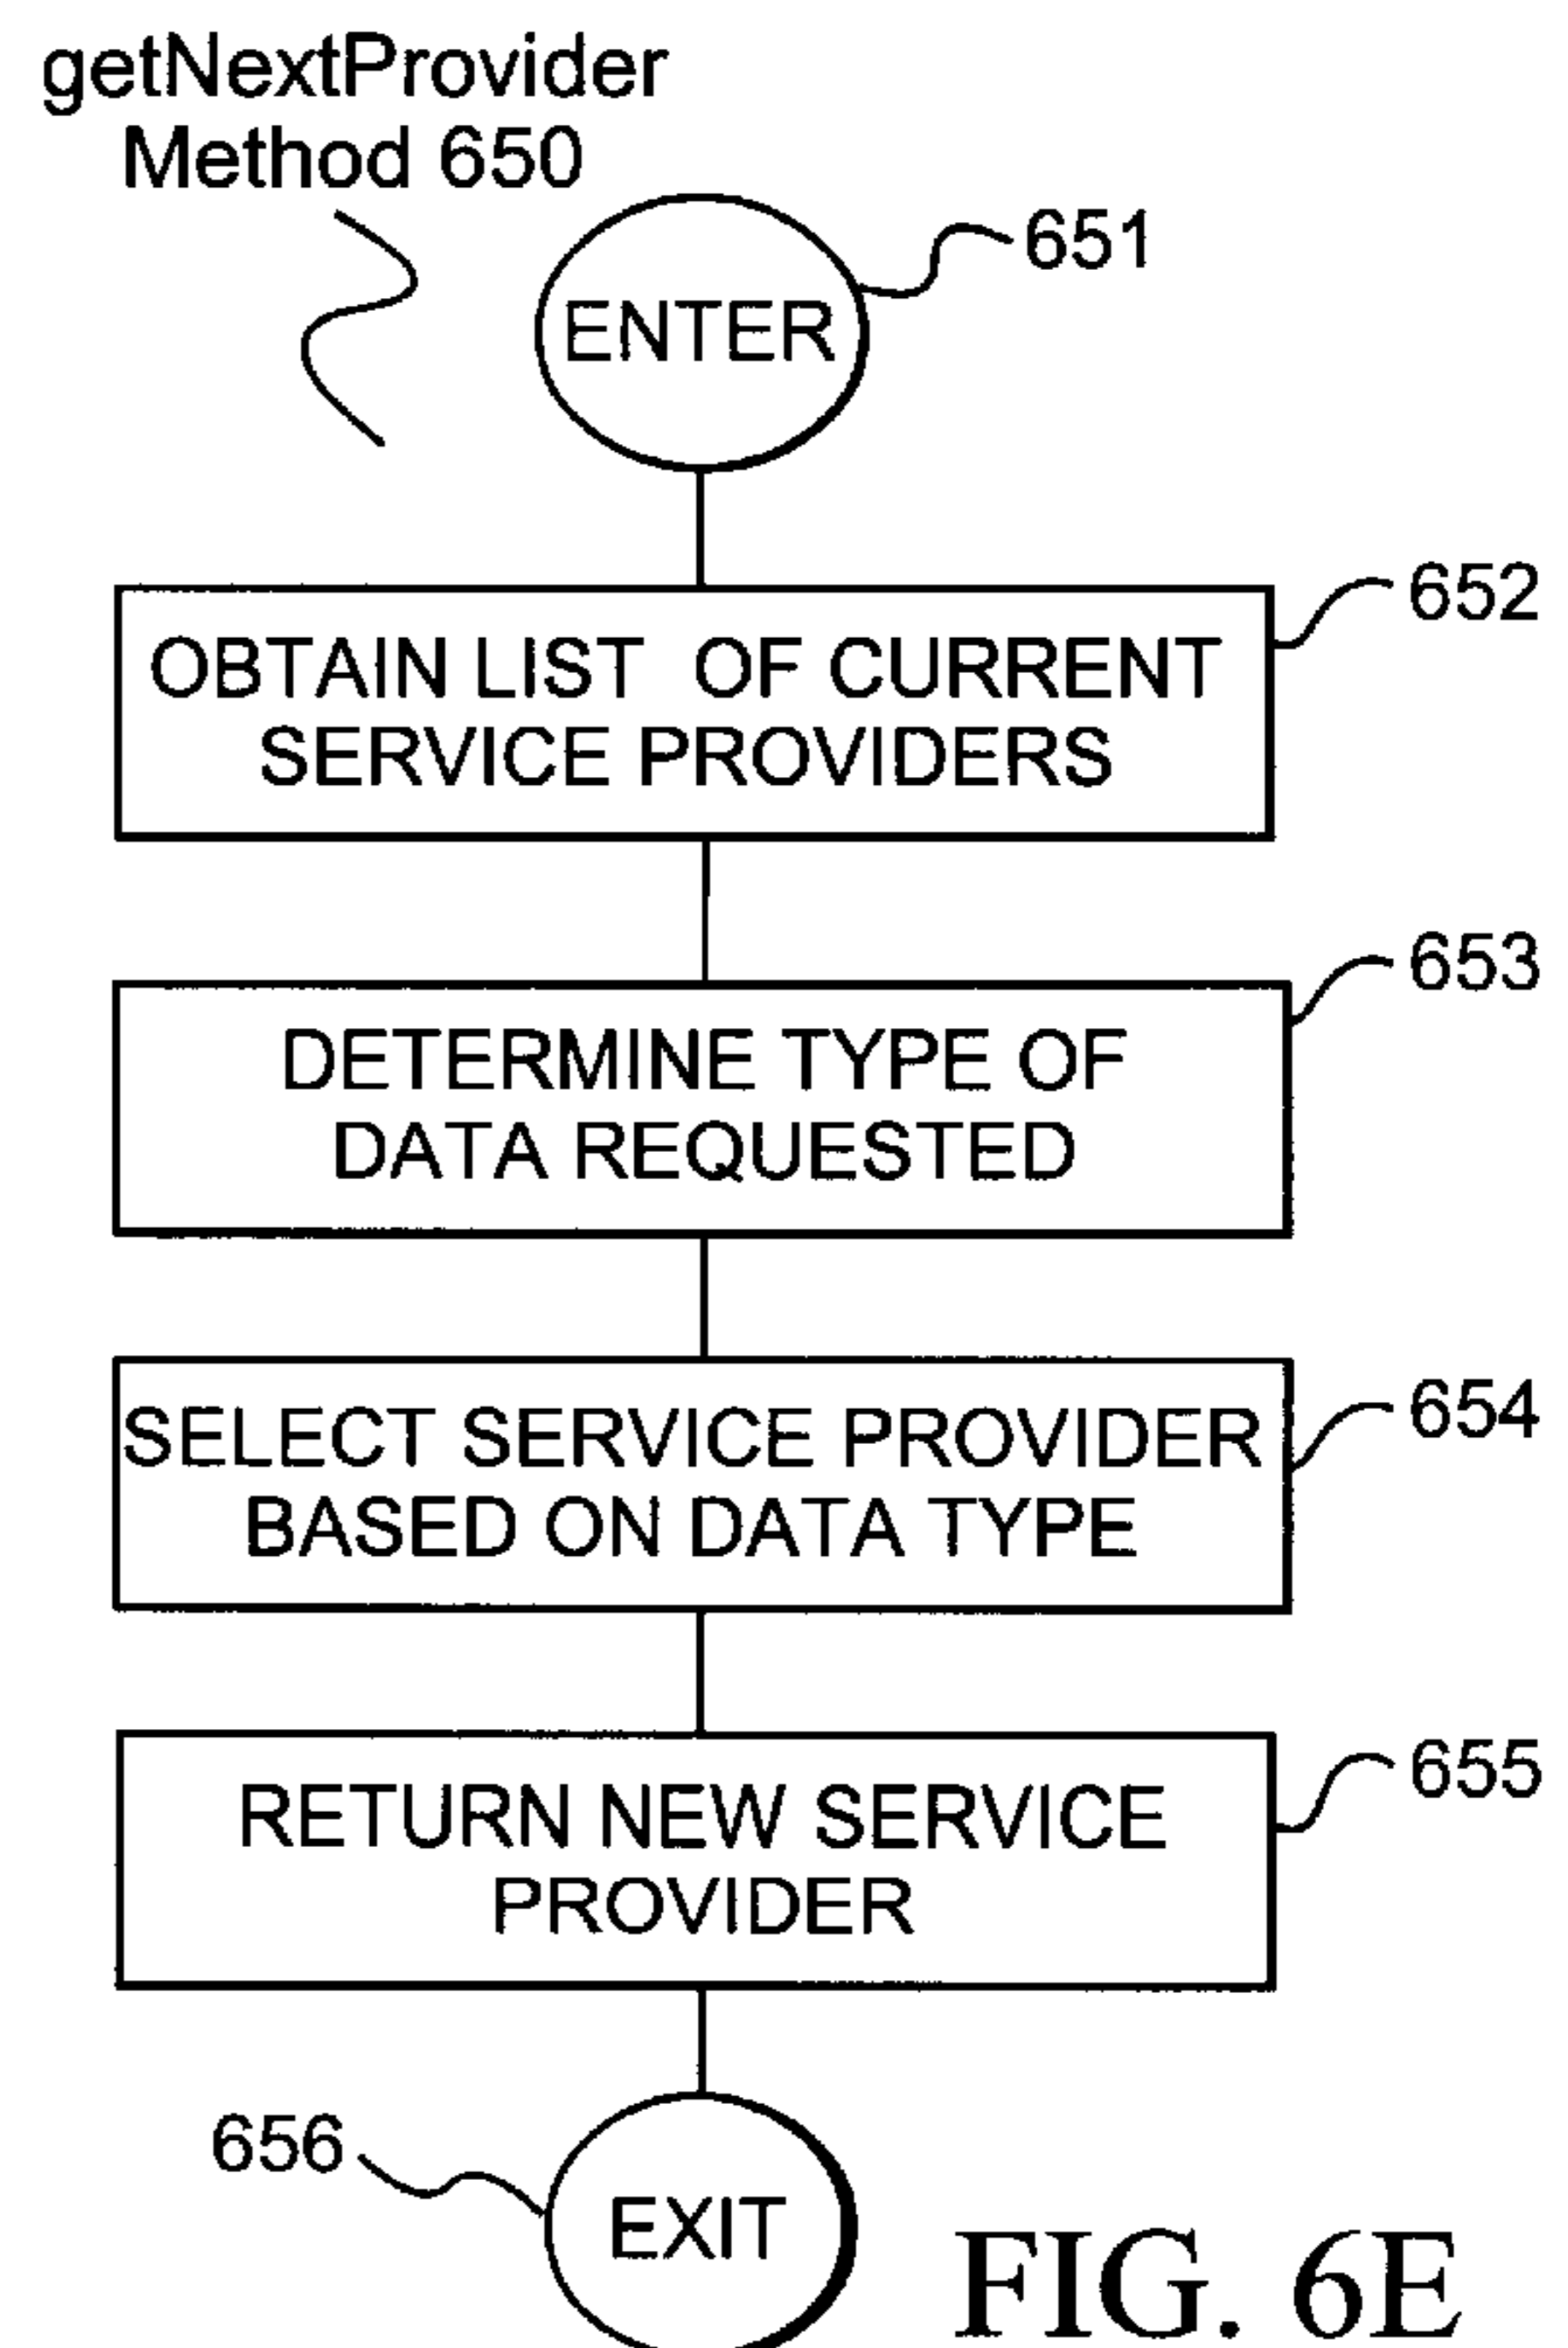 getNextProvider
Method 650
651
ENTER
652
OBTAIN LIST OF CURRENT
SERVICE PROVIDERS
653
DETERMINE TYPE OF
DATA REQUESTED
654
SELECT SERVICE PROVIDER
BASED ON DATA TYPE
655
RETURN NEW SERVICE
PROVIDER
656
EXIT
FIG. 6E